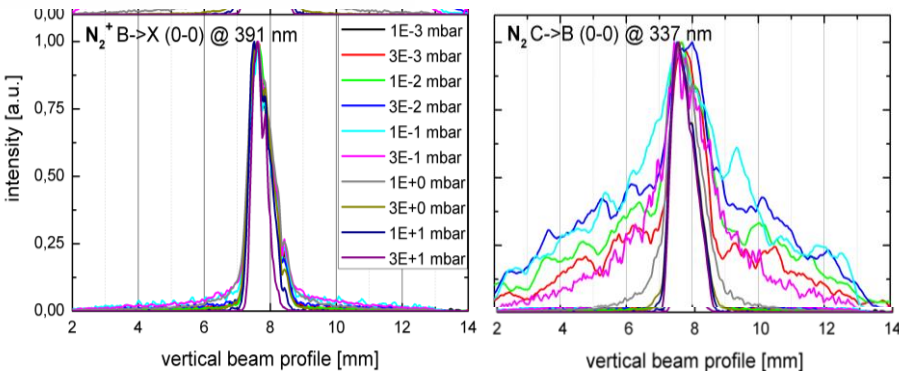 0,00
N₂⁺ B->X (0-0) @ 391 nm
1,00
0,75
0,50
0,25
0,00
intensity [a.u.]
1E-3 mbar
3E-3 mbar
1E-2 mbar
3E-2 mbar
1E-1 mbar
3E-1 mbar
1E+0 mbar
3E+0 mbar
1E+1 mbar
3E+1 mbar
2 4 6 8 10 12 14
vertical beam profile [mm]
N₂ C->B (0-0) @ 337 nm
2 4 6 8 10 12 14
vertical beam profile [mm]